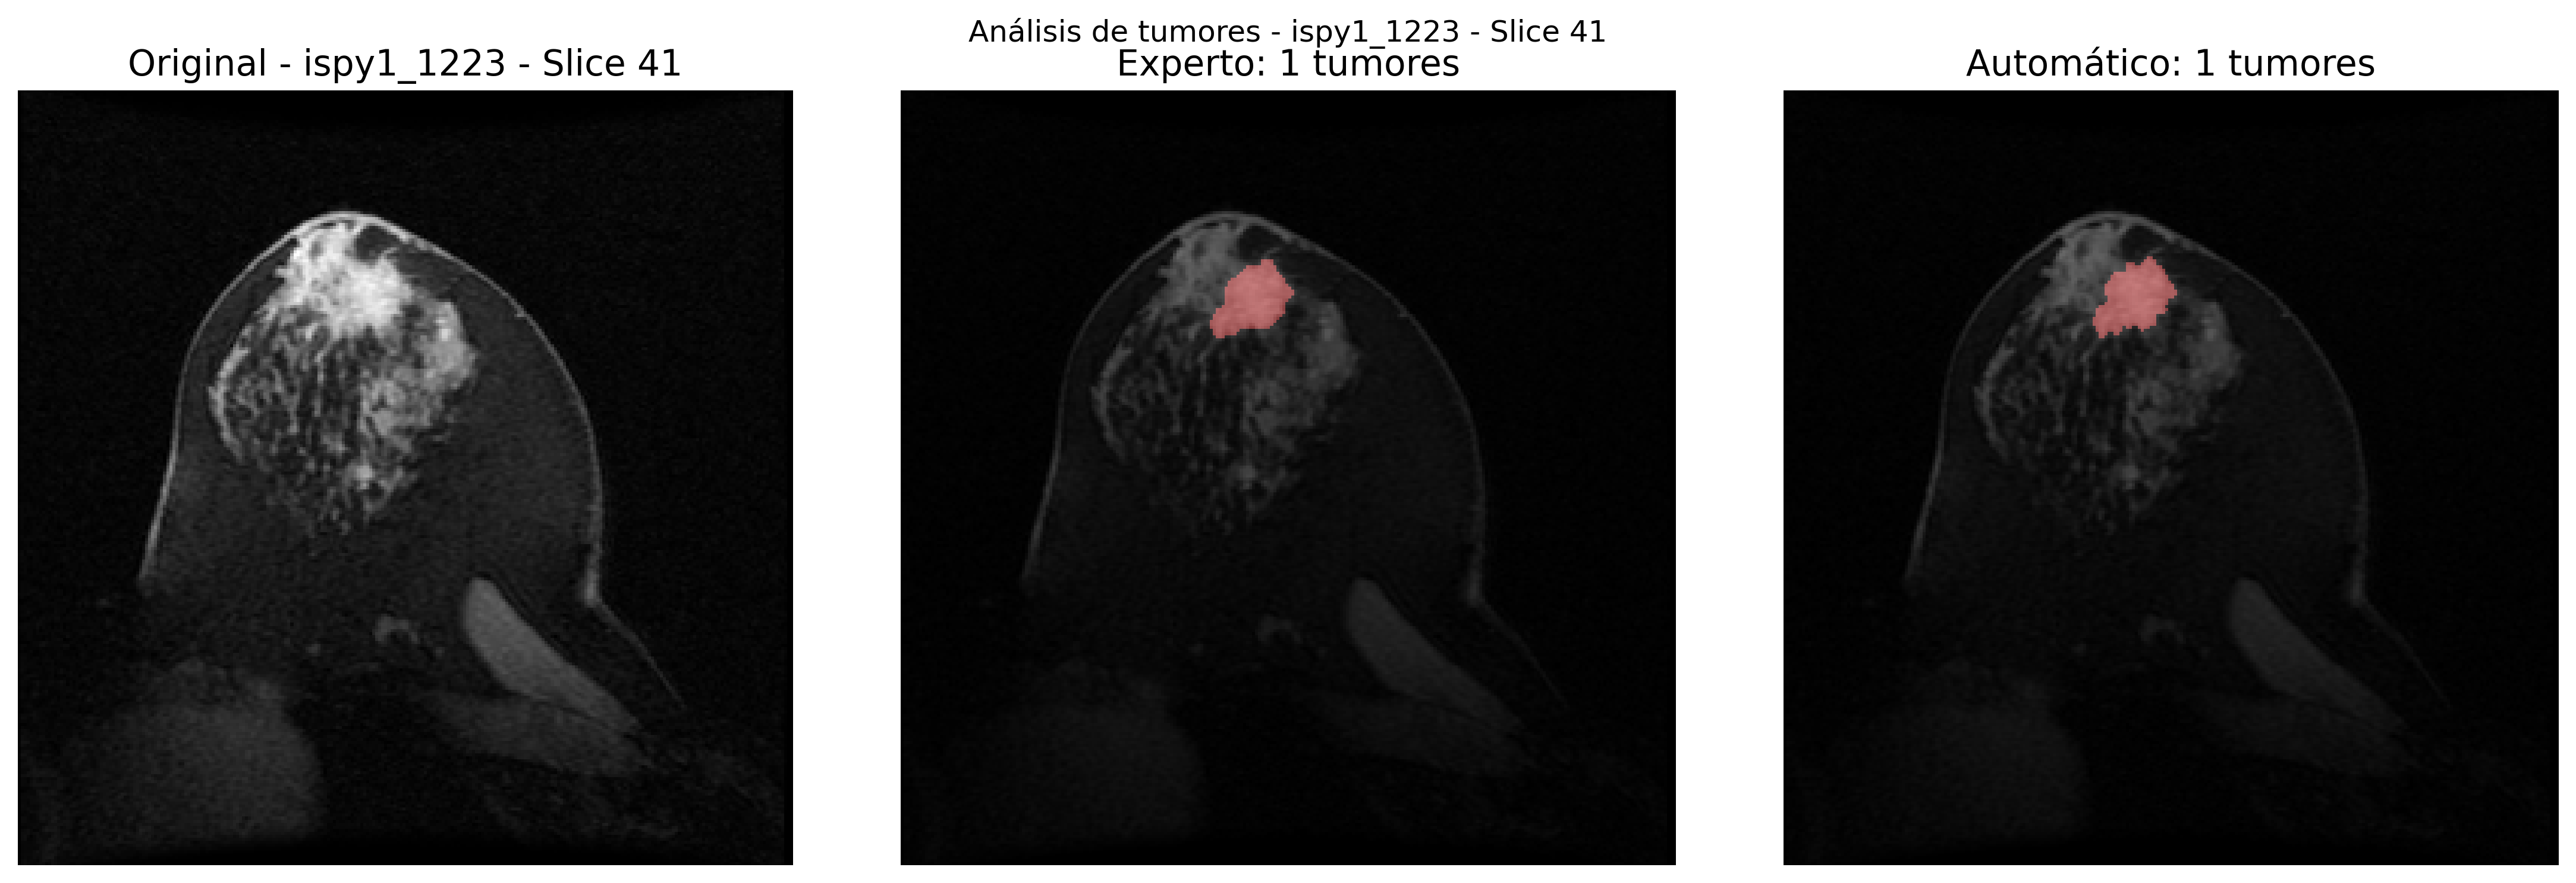 Análisis de tumores - ispy1_1223 - Slice 41
Original - ispy1_1223 - Slice 41
Experto: 1 tumores
Automático: 1 tumores